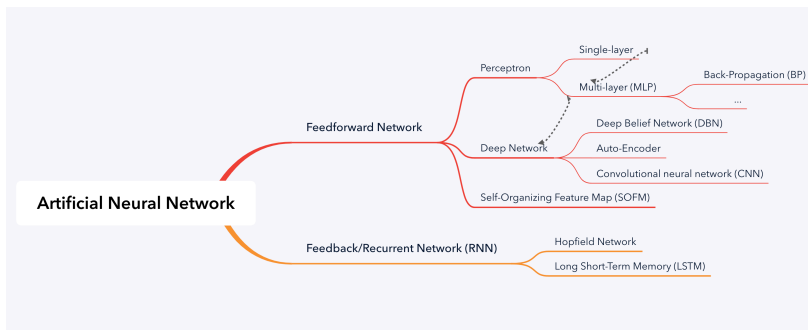 Single-layer
Perceptron
Multi-layer (MLP)
Back-Propagation (BP)
...
Feedforward Network
Deep Belief Network (DBN)
Deep Network
Auto-Encoder
Convolutional neural network (CNN)
Self-Organizing Feature Map (SOFM)
Artificial Neural Network
Feedback/Recurrent Network (RNN)
Hopfield Network
Long Short-Term Memory (LSTM)